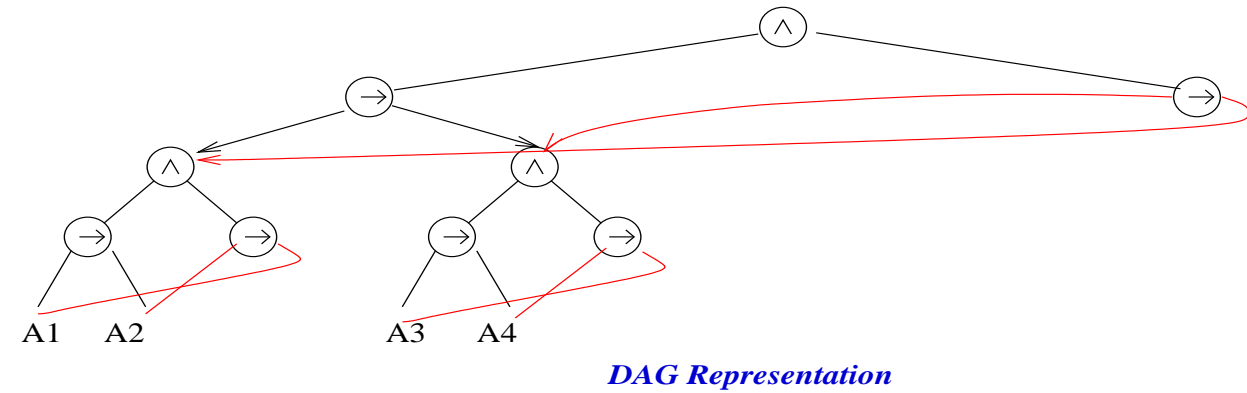 ∧
→ →
∧ ∧
→ → → →
A1 A2 A3 A4
DAG Representation